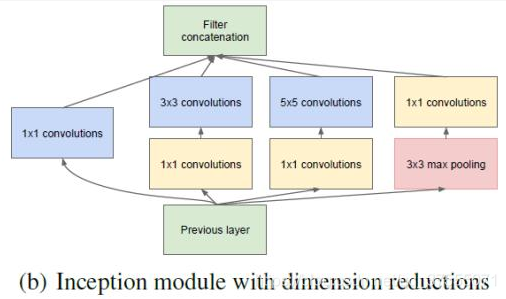 Filter
concatenation
3x3 convolutions
5x5 convolutions
1x1 convolutions
1x1 convolutions
1x1 convolutions
1x1 convolutions
3x3 max pooling
Previous layer
(b) Inception module with dimension reductions